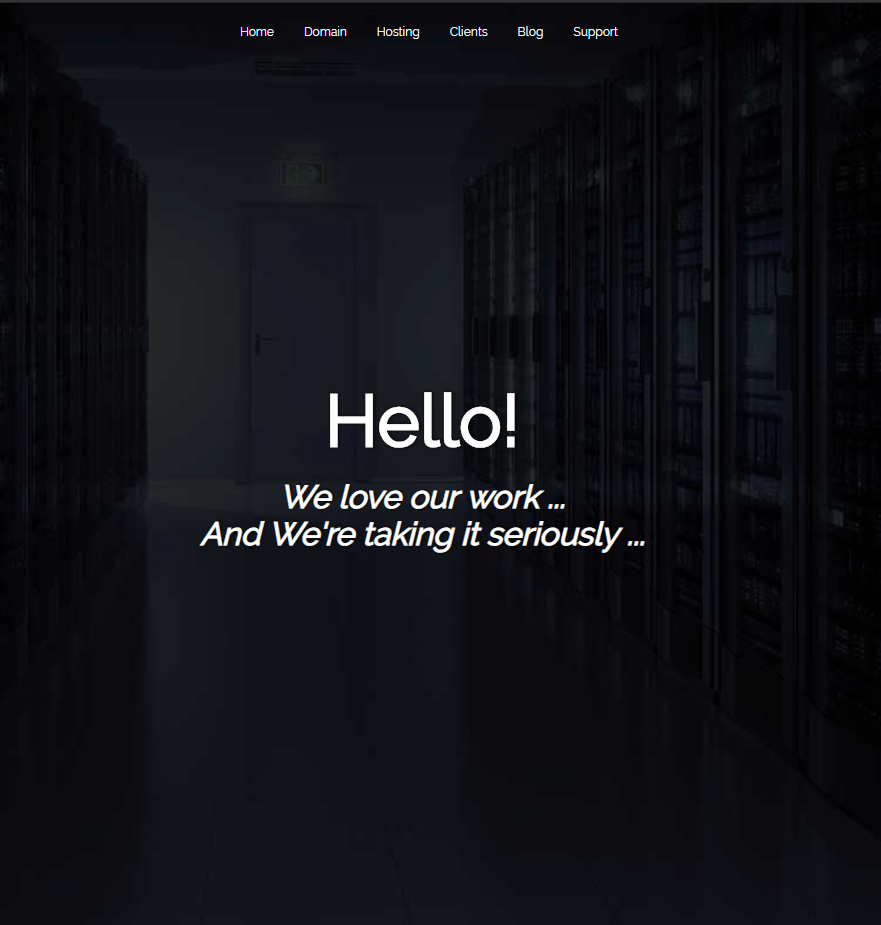 Home Domain Hosting Clients Blog Support
Hello!
We love our work ...
And We're taking it seriously ...